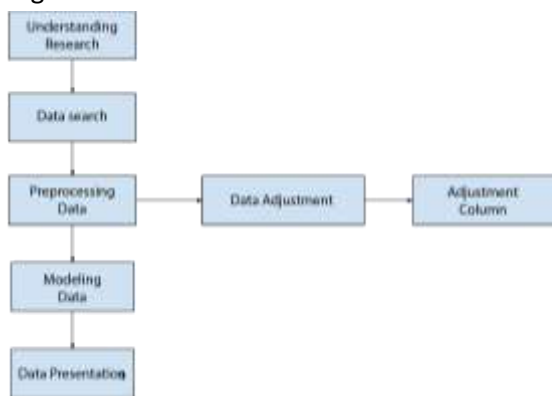 Understanding
Research
Data search
Preprocessing
Data
Data Adjustment
Adjustment
Column
Modeling
Data
Data Presentation